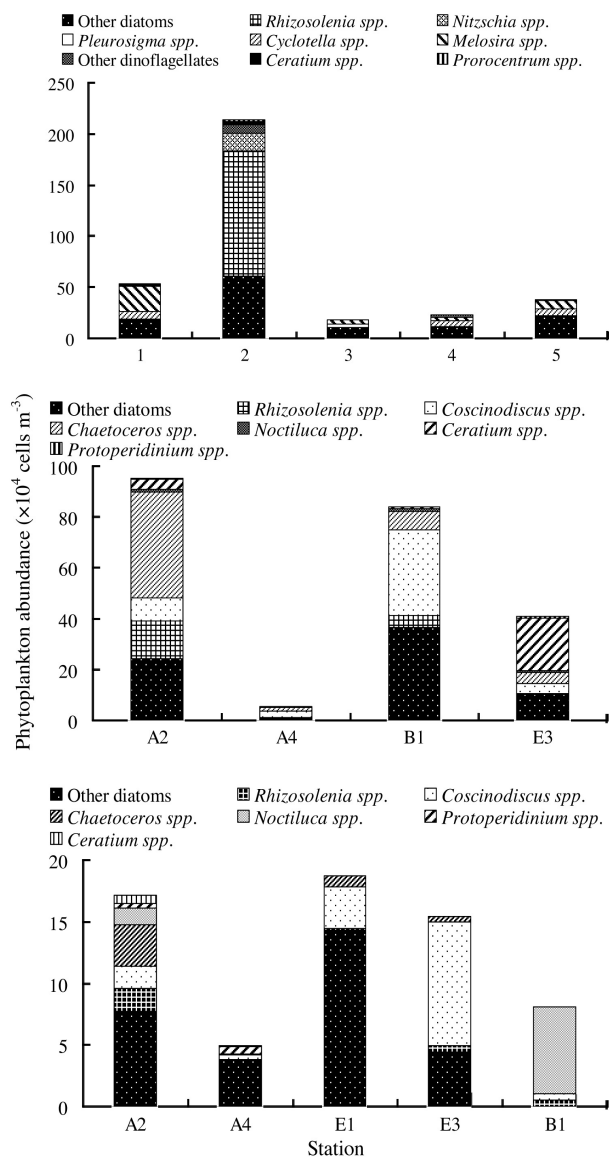 Other diatoms Rhizosolenia spp. Nitzschia spp.
Pleurosigma spp. Cyclotella spp. Melosira spp.
Other dinoflagellates Ceratium spp. Prorocentrum spp.
250
200
150
100
50
0
1 2 3 4 5
Phytoplankton abundance (×10⁴ cells m⁻³)
Other diatoms Rhizosolenia spp. Coscinodiscus spp.
Chaetoceros spp. Noctiluca spp. Ceratium spp.
Protoperidinium spp.
100
80
60
40
20
0
A2 A4 B1 E3
Other diatoms Rhizosolenia spp. Coscinodiscus spp.
Chaetoceros spp. Noctiluca spp. Protoperidinium spp.
Ceratium spp.
20
15
10
5
0
A2 A4 E1 E3 B1
Station